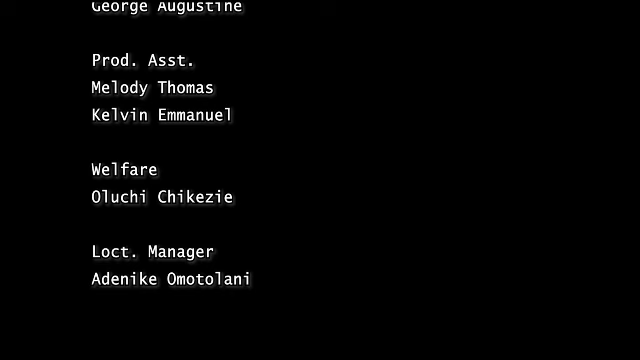 George Augustine
Prod. Asst.
Melody Thomas
Kelvin Emmanuel
Welfare
Oluchi Chikezie
Loct. Manager
Adenike Omotolani